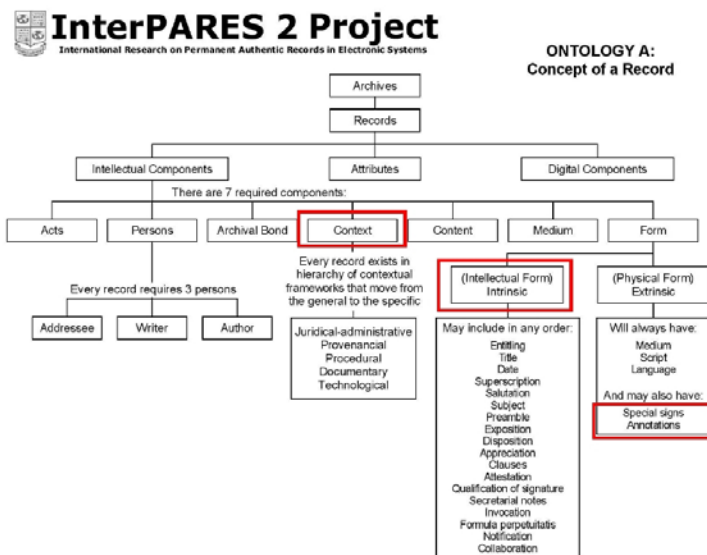 InterPARES 2 Project
International Research on Permanent Authentic Records in Electronic Systems
ONTOLOGY A:
Concept of a Record
Archives
Records
Intellectual Components
Attributes
Digital Components
There are 7 required components:
Acts
Persons
Archival Bond
Context
Content
Medium
Form
Every record requires 3 persons
Addressee
Writer
Author
Every record exists in
hierarchy of contextual
frameworks that move from
the general to the specific
Juridical-administrative
Provenancial
Procedural
Documentary
Technological
(Intellectual Form)
Intrinsic
May include in any order:
Entitling
Title
Date
Superscription
Salutation
Subject
Preamble
Exposition
Disposition
Appreciation
Clauses
Attestation
Qualification of signature
Secretarial notes
Invocation
Formula perpetuitatis
Notification
Collaboration
(Physical Form)
Extrinsic
Will always have:
Medium
Script
Language
And may also have:
Special signs
Annotations